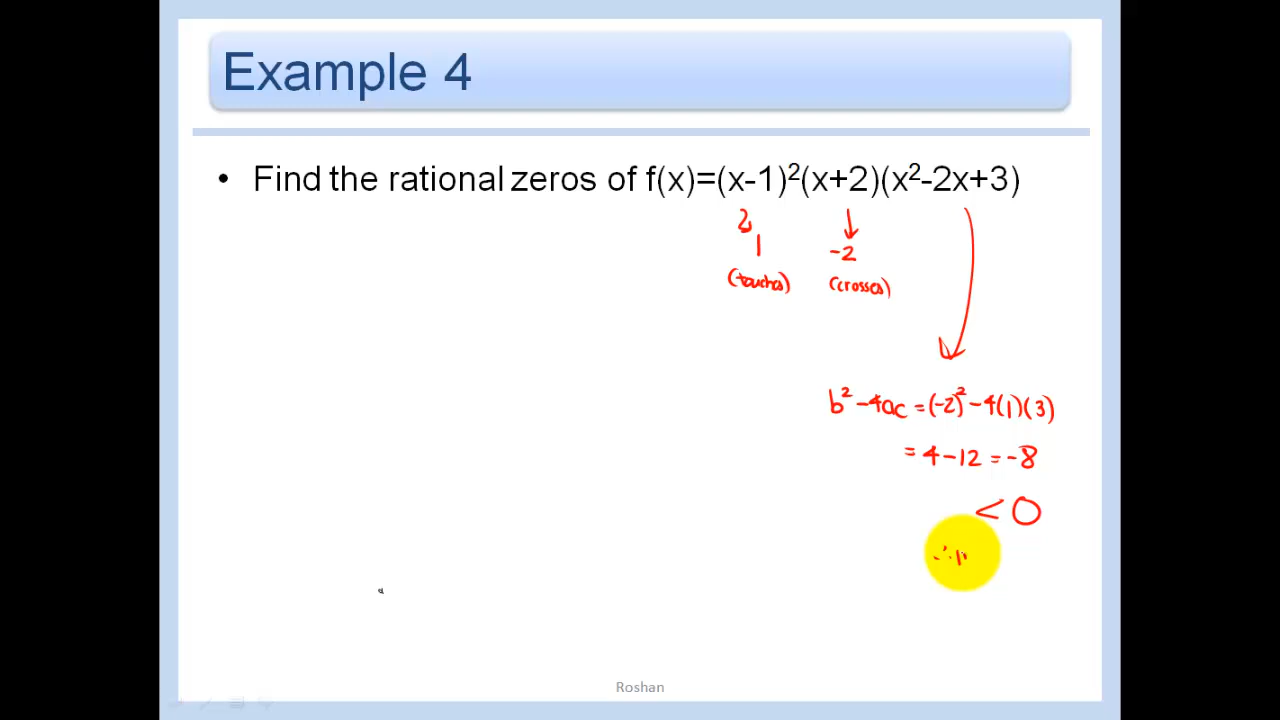 Example 4
• Find the rational zeros of f(x)=(x-1)²(x+2)(x²-2x+3)
1 -2
(touches) (crosses)
b² -4ac = (-2)² -4(1)(3)
= 4-12 = -8
< 0
∴
Roshan